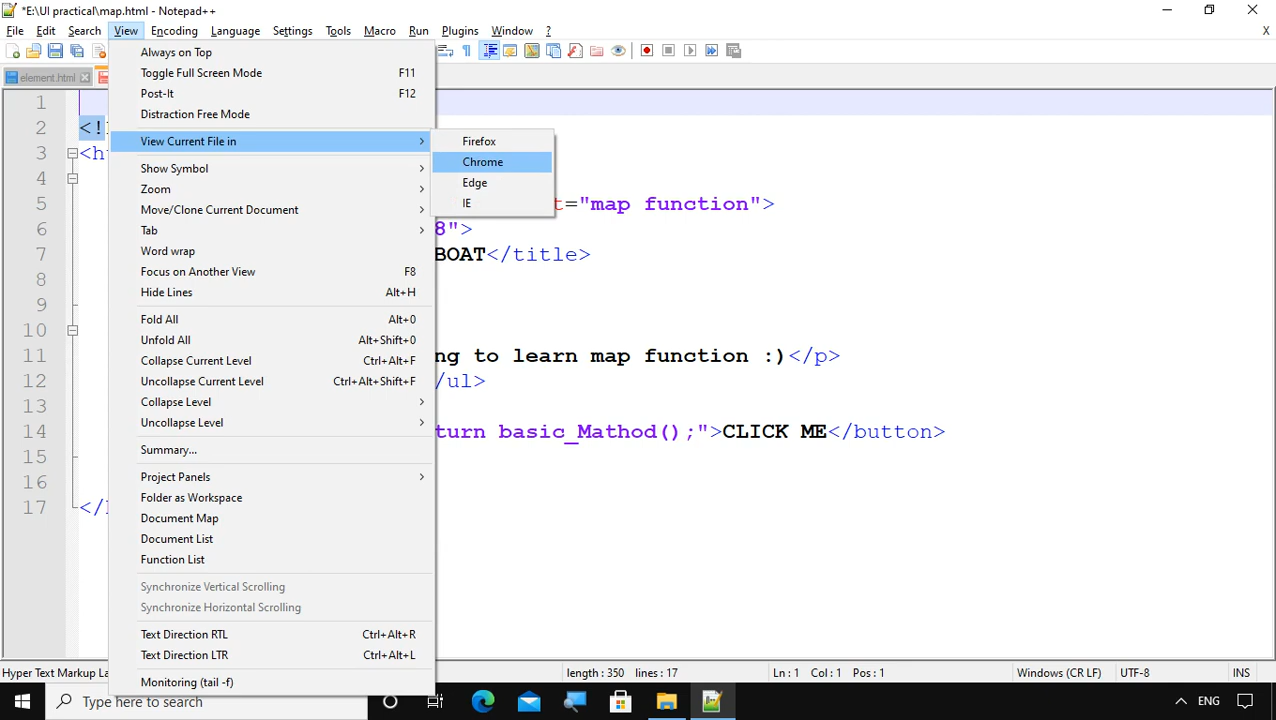 *E:\UI practical\map.html - Notepad++
File Edit Search View Encoding Language Settings Tools Macro Run Plugins Window ? X
element.html
Always on Top
Toggle Full Screen Mode F11
Post-It F12
Distraction Free Mode
View Current File in
Firefox
Chrome
Edge
IE
Show Symbol
Zoom
Move/Clone Current Document
Tab
Word wrap
Focus on Another View F8
Hide Lines Alt+H
Fold All Alt+0
Unfold All Alt+Shift+0
Collapse Current Level Ctrl+Alt+F
Uncollapse Current Level Ctrl+Alt+Shift+F
Collapse Level
Uncollapse Level
Summary...
Project Panels
Folder as Workspace
Document Map
Document List
Function List
Synchronize Vertical Scrolling
Synchronize Horizontal Scrolling
Text Direction RTL Ctrl+Alt+R
Text Direction LTR Ctrl+Alt+L
Monitoring (tail -f)
1
2 <!
3 <h
4
5 t="map function">
6 8">
7 BOAT</title>
8
9
10
11 ng to learn map function :)</p>
12 /ul>
13
14 turn basic_Mathod();">CLICK ME</button>
15
16
17 </
Hyper Text Markup La length : 350 lines : 17 Ln : 1 Col : 1 Pos : 1 Windows (CR LF) UTF-8 INS
Type here to search ENG